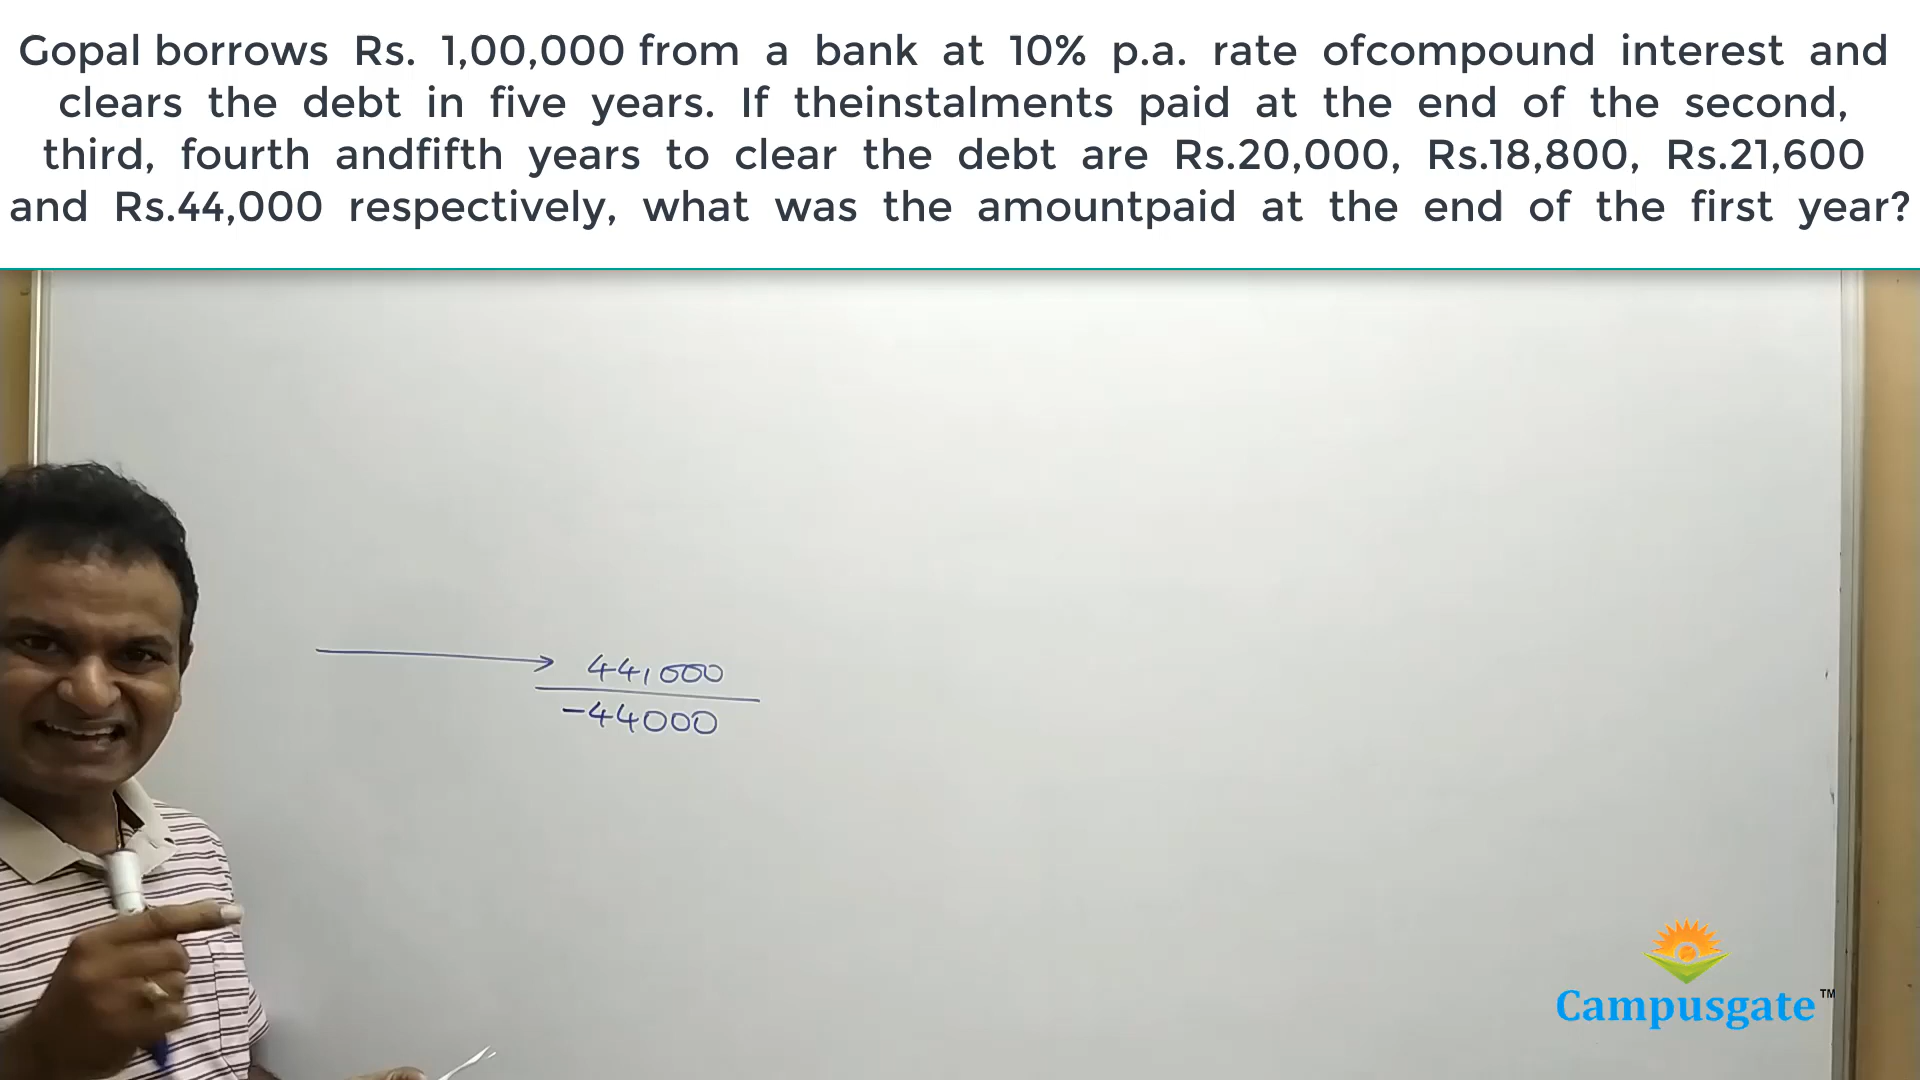 Gopal borrows Rs. 1,00,000 from a bank at 10% p.a. rate ofcompound interest and
clears the debt in five years. If theinstalments paid at the end of the second,
third, fourth andfifth years to clear the debt are Rs.20,000, Rs.18,800, Rs.21,600
and Rs.44,000 respectively, what was the amountpaid at the end of the first year?
44,000
-44000
Campusgate™